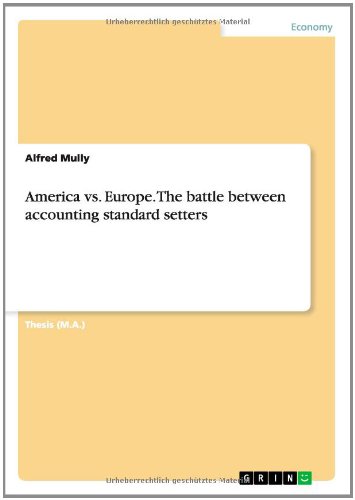 Urheberrechtlich geschütztes Material
Economy
Alfred Mully
America vs. Europe. The battle between
accounting standard setters
Thesis (M.A.)
GRIN
Urheberrechtlich geschütztes Material